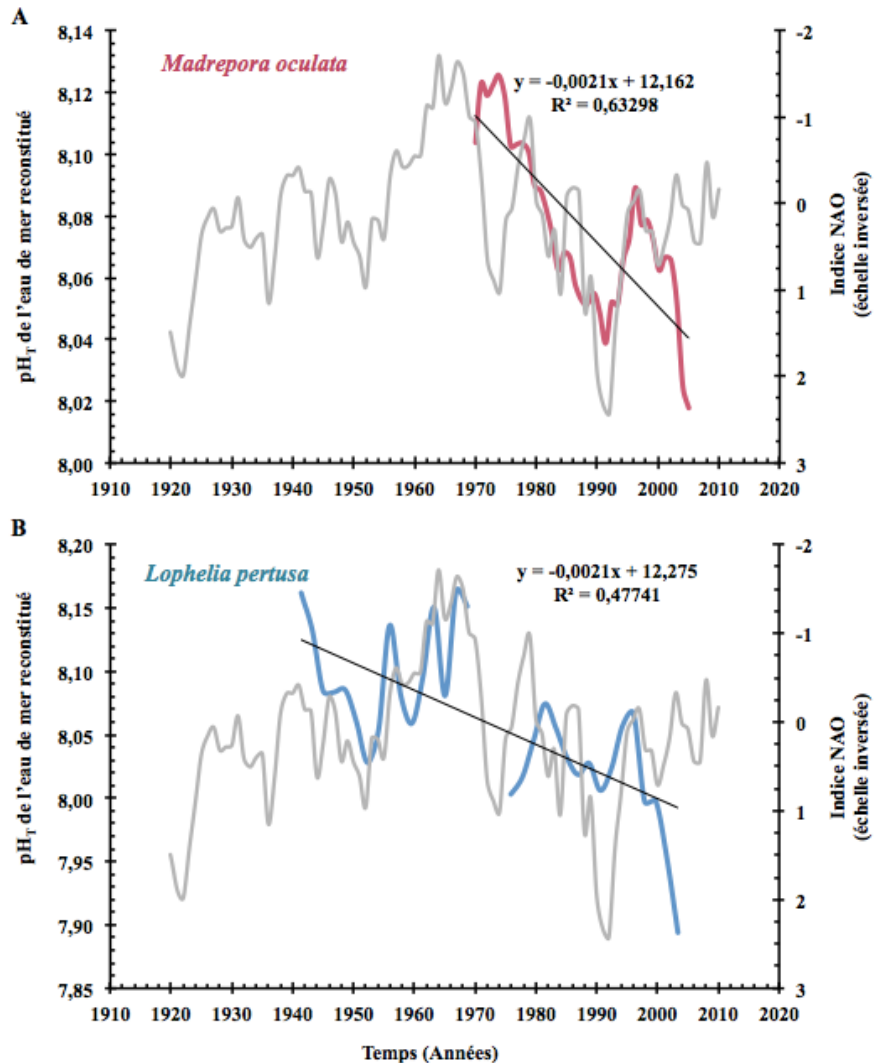 A
Madrepora oculata
y = -0,0021x + 12,162
R² = 0,63298
pH_T de l'eau de mer reconstitué
8,14
8,12
8,10
8,08
8,06
8,04
8,02
8,00
-2
-1
0
1
2
3
Indice NAO
(échelle inversée)
1910 1920 1930 1940 1950 1960 1970 1980 1990 2000 2010 2020
B
Lophelia pertusa
y = -0,0021x + 12,275
R² = 0,47741
pH_T de l'eau de mer reconstitué
8,20
8,15
8,10
8,05
8,00
7,95
7,90
7,85
-2
-1
0
1
2
3
Indice NAO
(échelle inversée)
1910 1920 1930 1940 1950 1960 1970 1980 1990 2000 2010 2020
Temps (Années)